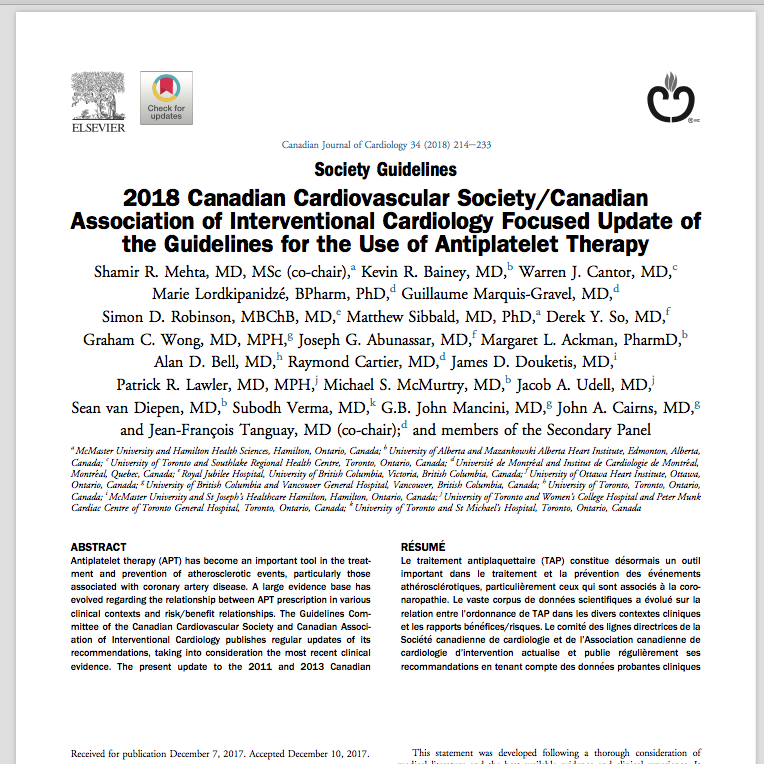 ELSEVIER
Check for
updates
Canadian Journal of Cardiology 34 (2018) 214–233
Society Guidelines
2018 Canadian Cardiovascular Society/Canadian
Association of Interventional Cardiology Focused Update of
the Guidelines for the Use of Antiplatelet Therapy
Shamir R. Mehta, MD, MSc (co-chair),a Kevin R. Bainey, MD,b Warren J. Cantor, MD,c
Marie Lordkipanidzé, BPharm, PhD,d Guillaume Marquis-Gravel, MD,d
Simon D. Robinson, MBChB, MD,e Matthew Sibbald, MD, PhD,a Derek Y. So, MD,f
Graham C. Wong, MD, MPH,g Joseph G. Abunassar, MD,f Margaret L. Ackman, PharmD,b
Alan D. Bell, MD,h Raymond Cartier, MD,d James D. Douketis, MD,i
Patrick R. Lawler, MD, MPH,j Michael S. McMurtry, MD,b Jacob A. Udell, MD,j
Sean van Diepen, MD,b Subodh Verma, MD,k G.B. John Mancini, MD,g John A. Cairns, MD,g
and Jean-François Tanguay, MD (co-chair);d and members of the Secondary Panel
a McMaster University and Hamilton Health Sciences, Hamilton, Ontario, Canada; b University of Alberta and Mazankowski Alberta Heart Institute, Edmonton, Alberta,
Canada; c University of Toronto and Southlake Regional Health Centre, Toronto, Ontario, Canada; d Université de Montréal and Institut de Cardiologie de Montréal,
Montréal, Quebec, Canada; e Royal Jubilee Hospital, University of British Columbia, Victoria, British Columbia, Canada; f University of Ottawa Heart Institute, Ottawa,
Ontario, Canada; g University of British Columbia and Vancouver General Hospital, Vancouver, British Columbia, Canada; h University of Toronto, Toronto, Ontario,
Canada; i McMaster University and St Joseph's Healthcare Hamilton, Hamilton, Ontario, Canada; j University of Toronto and Women's College Hospital and Peter Munk
Cardiac Centre of Toronto General Hospital, Toronto, Ontario, Canada; k University of Toronto and St Michael's Hospital, Toronto, Ontario, Canada
ABSTRACT
Antiplatelet therapy (APT) has become an important tool in the treat-
ment and prevention of atherosclerotic events, particularly those
associated with coronary artery disease. A large evidence base has
evolved regarding the relationship between APT prescription in various
clinical contexts and risk/benefit relationships. The Guidelines Com-
mittee of the Canadian Cardiovascular Society and Canadian Associ-
ation of Interventional Cardiology publishes regular updates of its
recommendations, taking into consideration the most recent clinical
evidence. The present update to the 2011 and 2013 Canadian
RÉSUMÉ
Le traitement antiplaquettaire (TAP) constitue désormais un outil
important dans le traitement et la prévention des événements
athérosclérotiques, particulièrement ceux qui sont associés à la coro-
naropathie. Le vaste corpus de données scientifiques a évolué sur la
relation entre l'ordonnance de TAP dans les divers contextes cliniques
et les rapports bénéfices/risques. Le comité des lignes directrices de la
Société canadienne de cardiologie et de l'Association canadienne de
cardiologie d'intervention actualise et publie régulièrement ses
recommandations en tenant compte des données probantes cliniques
Received for publication December 7, 2017. Accepted December 10, 2017.
This statement was developed following a thorough consideration of